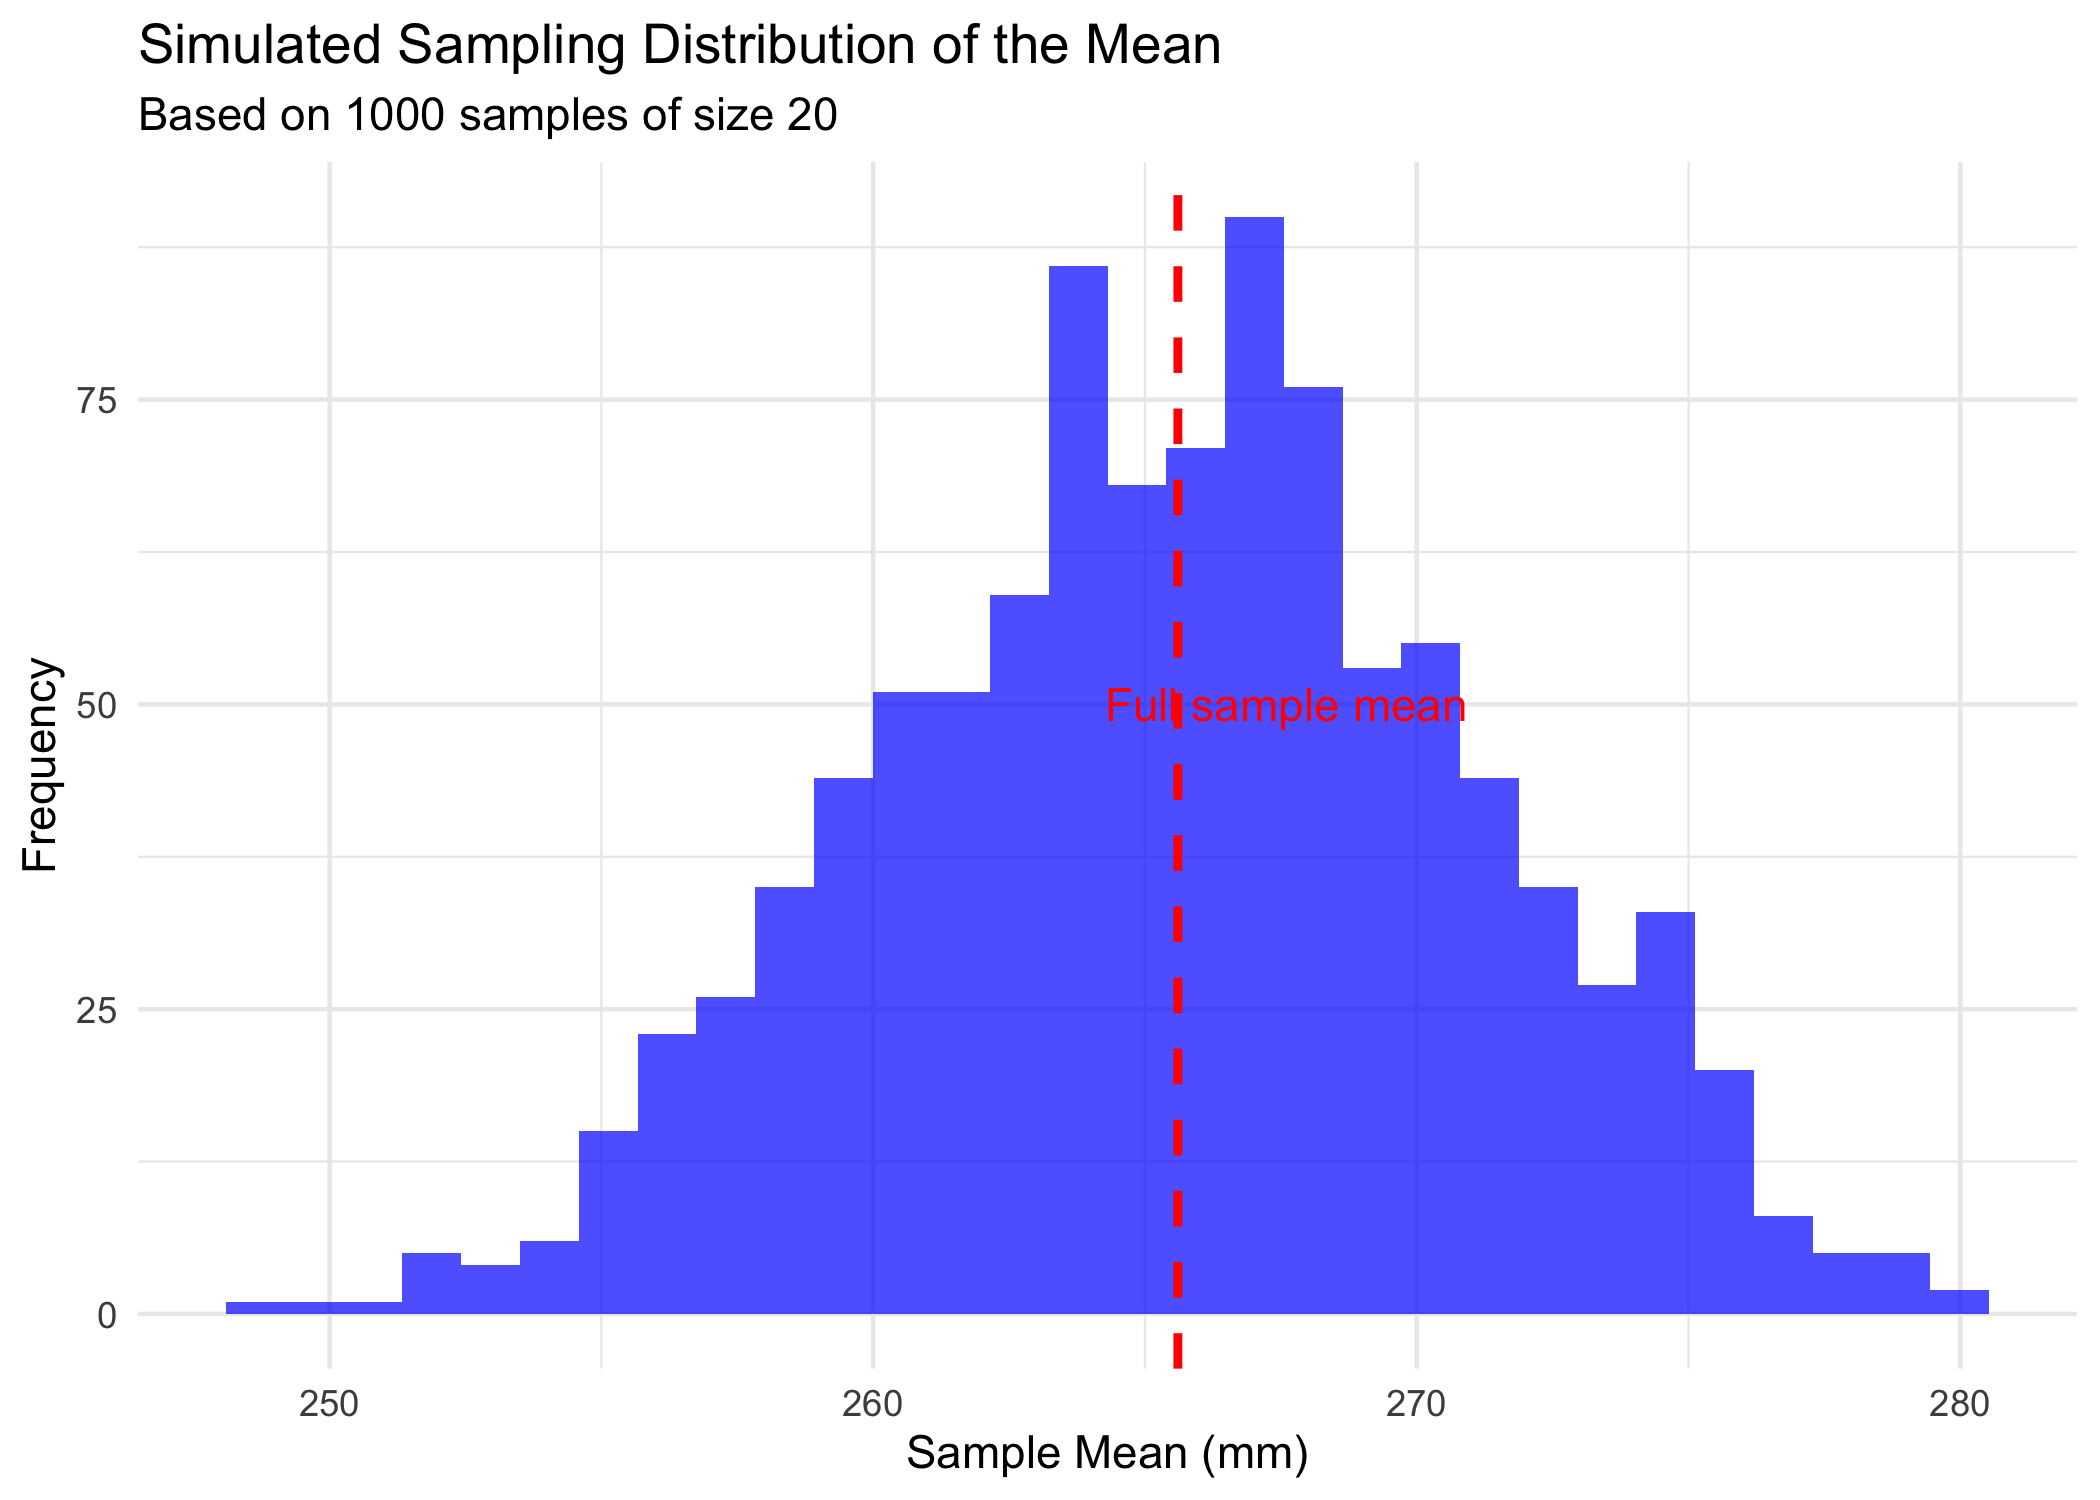 Simulated Sampling Distribution of the Mean
Based on 1000 samples of size 20
75
50
25
0
Frequency
Full sample mean
250 260 270 280
Sample Mean (mm)